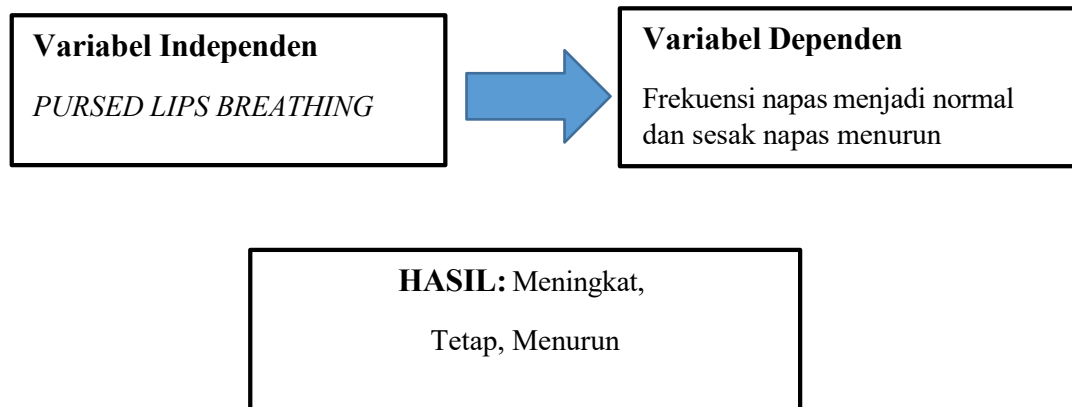 Variabel Independen
PURSED LIPS BREATHING
Variabel Dependen
Frekuensi napas menjadi normal
dan sesak napas menurun
HASIL: Meningkat,
Tetap, Menurun